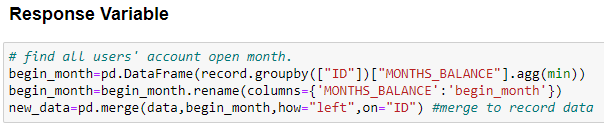 Response Variable
# find all users' account open month.
begin_month=pd.DataFrame(record.groupby(["ID"])["MONTHS_BALANCE"].agg(min))
begin_month=begin_month.rename(columns={'MONTHS_BALANCE':'begin_month'})
new_data=pd.merge(data,begin_month,how="left",on="ID") #merge to record data